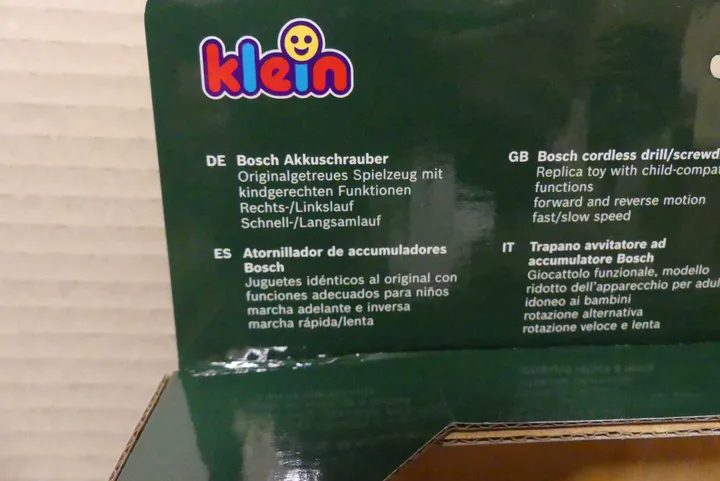 klein
DE Bosch Akkuschrauber
Originalgetreues Spielzeug mit
kindgerechten Funktionen
Rechts-/Linkslauf
Schnell-/Langsamlauf
ES Atornillador de accumuladores
Bosch
Juguetes idénticos al original con
funciones adecuados para niños
marcha adelante e inversa
marcha rápida/lenta
GB Bosch cordless drill/screwd
Replica toy with child-compat
functions
forward and reverse motion
fast/slow speed
IT Trapano avvitatore ad
accumulatore Bosch
Giocattolo funzionale, modello
ridotto dell'apparecchio per adul
idoneo ai bambini
rotazione alternativa
rotazione veloce e lenta